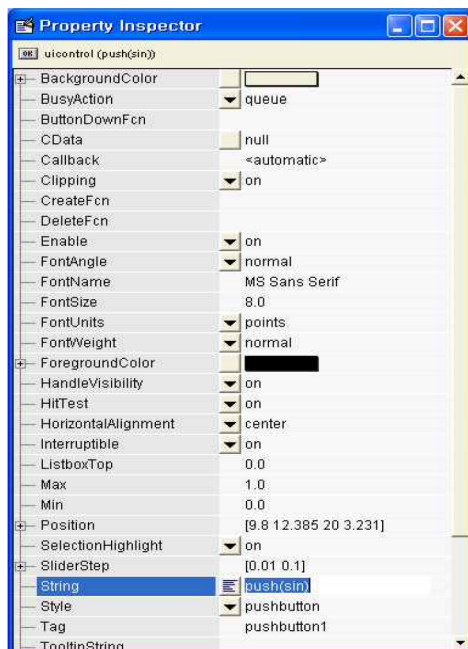 Property Inspector
OK uicontrol (push(sin))
BackgroundColor
BusyAction queue
ButtonDownFcn
CData null
Callback <automatic>
Clipping on
CreateFcn
DeleteFcn
Enable on
FontAngle normal
FontName MS Sans Serif
FontSize 8.0
FontUnits points
FontWeight normal
ForegroundColor
HandleVisibility on
HitTest on
HorizontalAlignment center
Interruptible on
ListboxTop 0.0
Max 1.0
Min 0.0
Position [9.8 12.385 20 3.231]
SelectionHighlight on
SliderStep [0.01 0.1]
String push(sin)
Style pushbutton
Tag pushbutton1
TooltipString